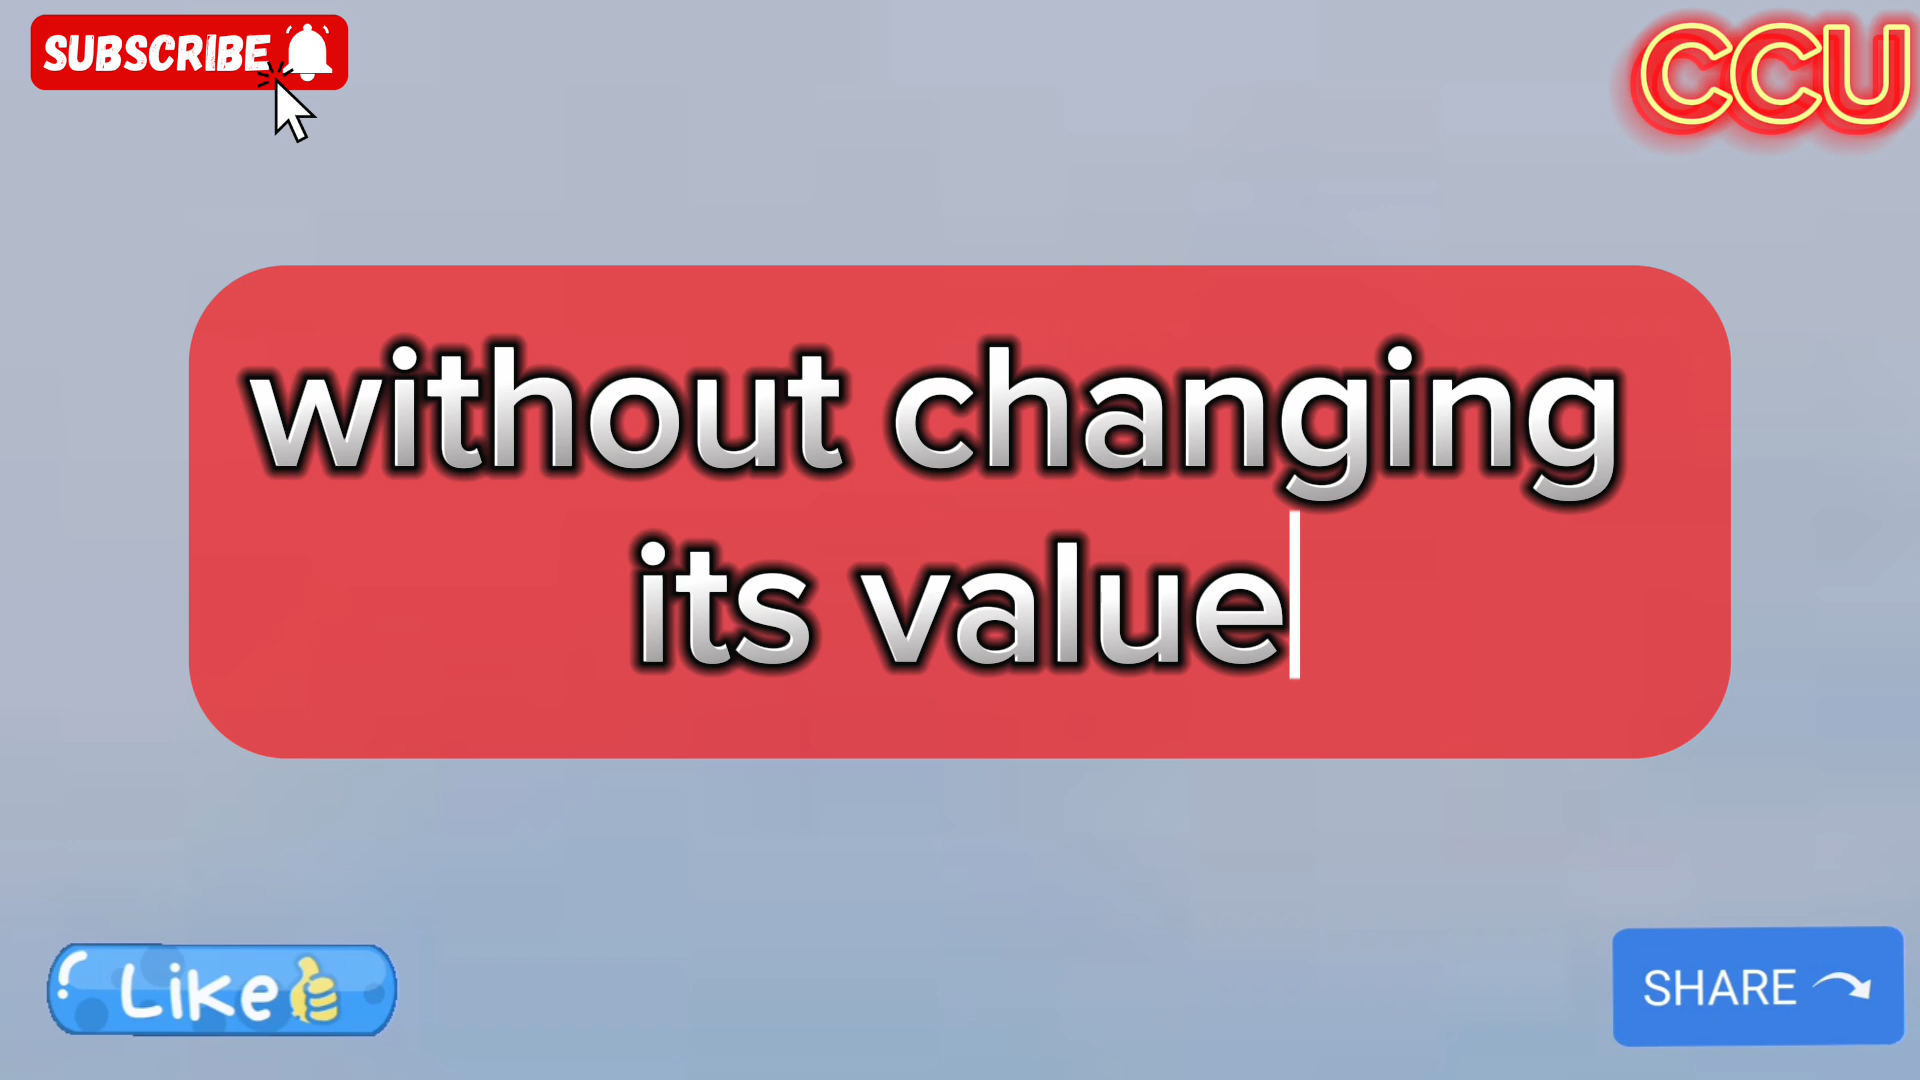 SUBSCRIBE
CCU
without changing
its value
Like
SHARE